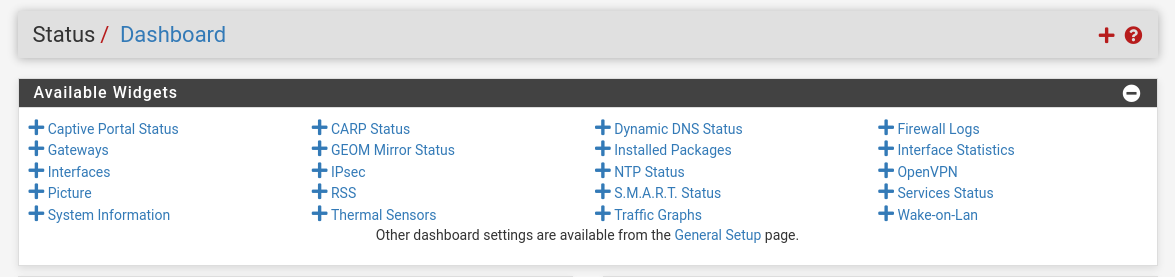 Status / Dashboard
Available Widgets
Captive Portal Status CARP Status Dynamic DNS Status Firewall Logs
Gateways GEOM Mirror Status Installed Packages Interface Statistics
Interfaces IPsec NTP Status OpenVPN
Picture RSS S.M.A.R.T. Status Services Status
System Information Thermal Sensors Traffic Graphs Wake-on-Lan
Other dashboard settings are available from the General Setup page.